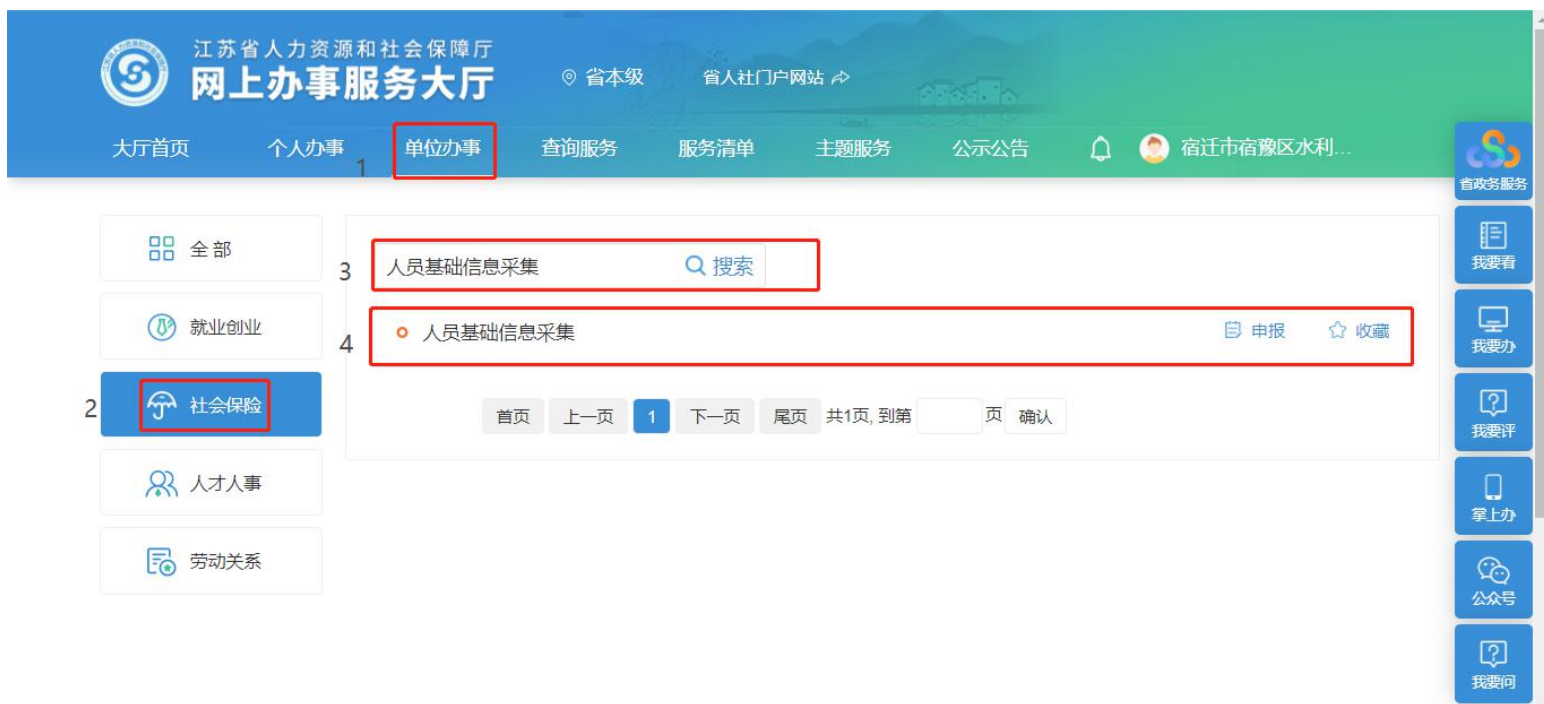 江苏省人力资源和社会保障厅
网上办事服务大厅
省本级
省人社门户网站
大厅首页 个人办事 单位办事 查询服务 服务清单 主题服务 公示公告 宿迁市宿豫区水利...
1
省政务服务
全部
3 人员基础信息采集 搜索
我要看
就业创业
4 人员基础信息采集 申报 收藏
我要办
2 社会保险
首页 上一页 1 下一页 尾页 共1页, 到第 页 确认
我要评
人才人事
掌上办
劳动关系
公众号
我要问